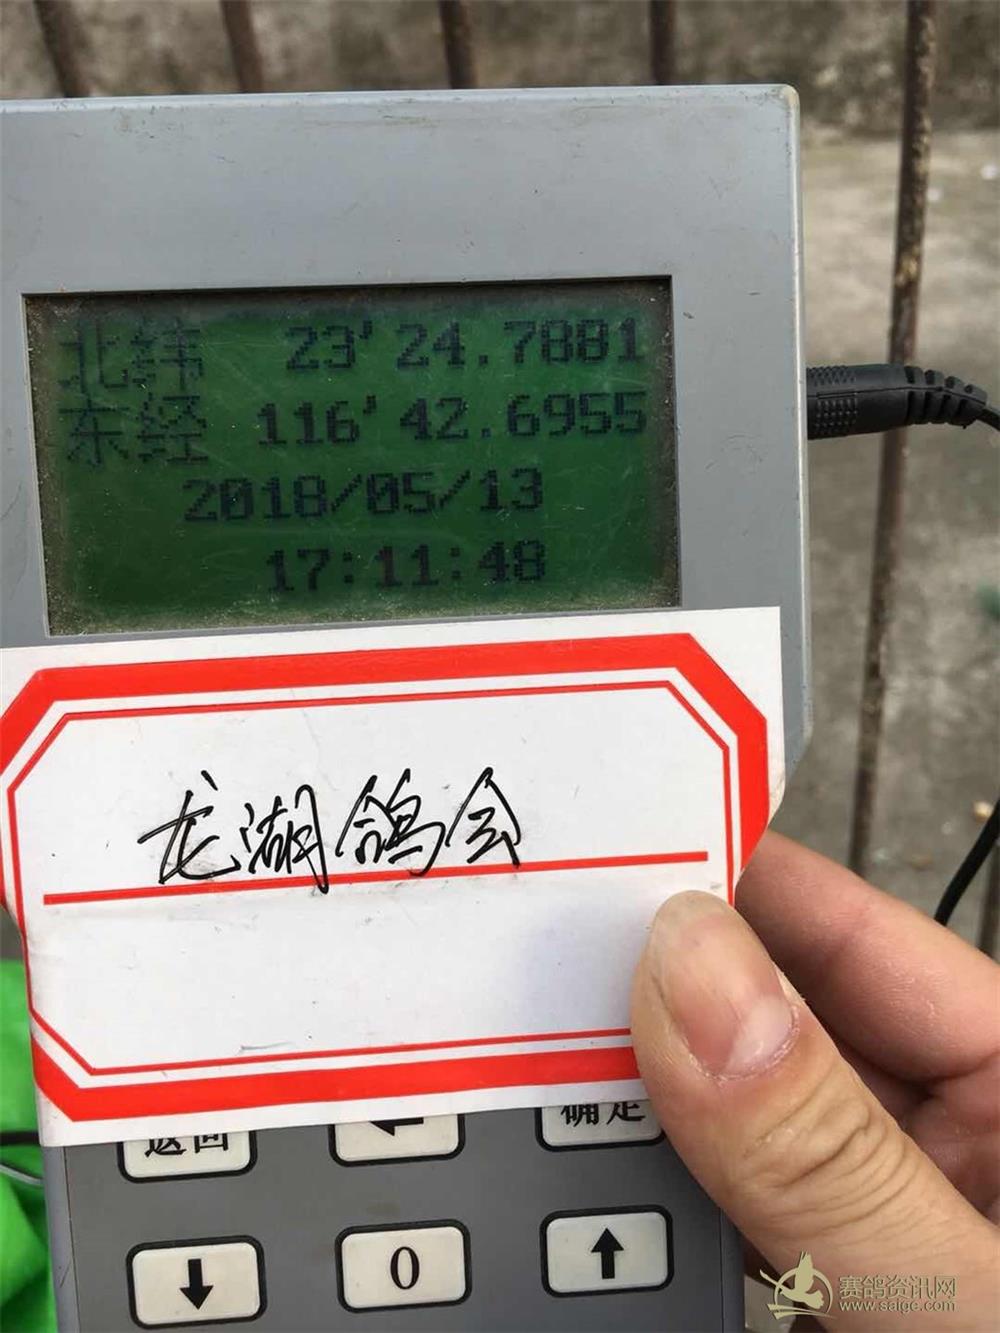 北纬 23'24.7881
东经 116'42.6955
2018/05/13
17:11:48
龙湖鸽会
返回 ← 确定
↓ 0 ↑
赛鸽资讯网
www.saige.com